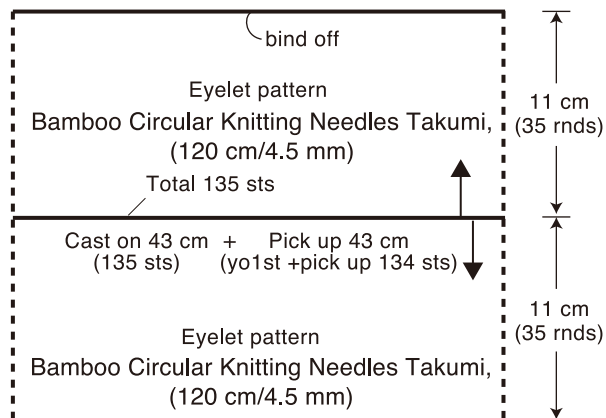 bind off
Eyelet pattern
Bamboo Circular Knitting Needles Takumi,
(120 cm/4.5 mm)
11 cm
(35 rnds)
Total 135 sts
Cast on 43 cm + Pick up 43 cm
(135 sts) (yo1st +pick up 134 sts)
Eyelet pattern
Bamboo Circular Knitting Needles Takumi,
(120 cm/4.5 mm)
11 cm
(35 rnds)